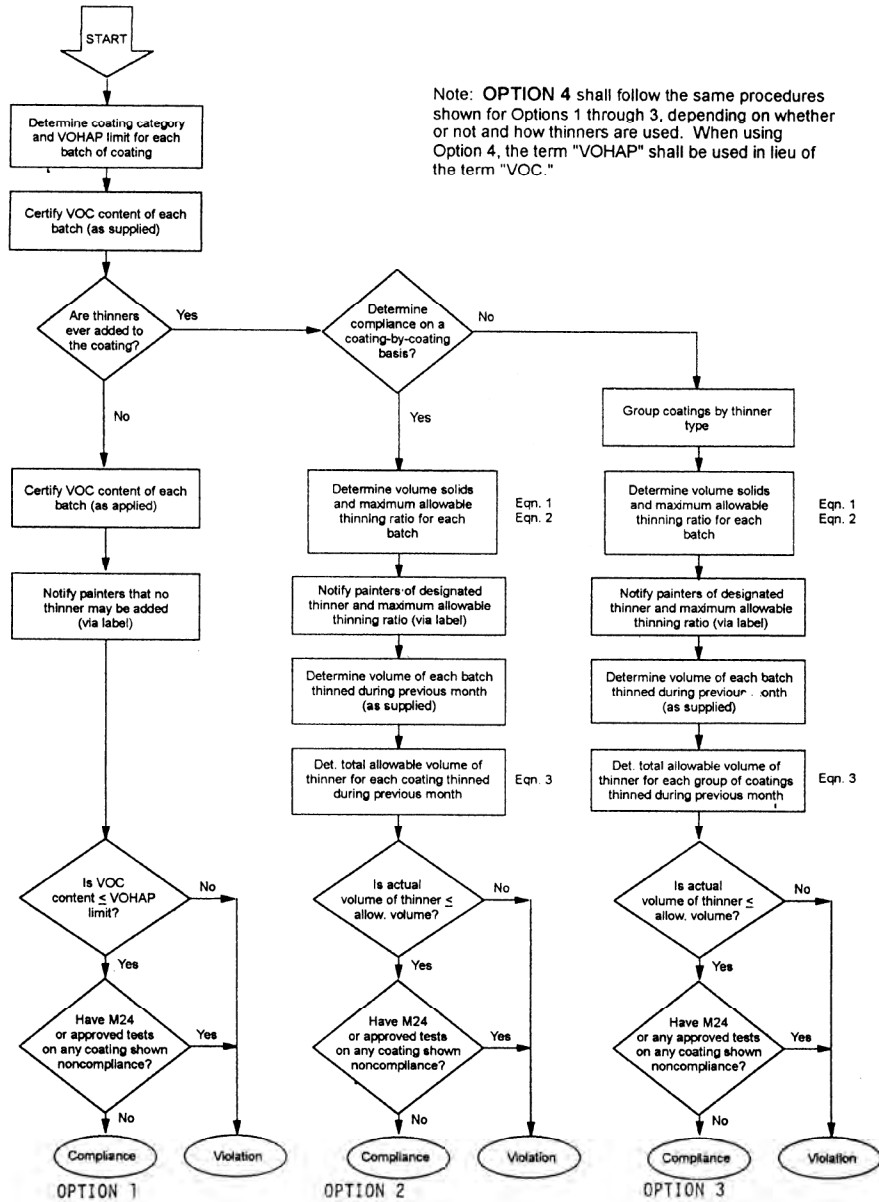 START
Note: OPTION 4 shall follow the same procedures
shown for Options 1 through 3, depending on whether
or not and how thinners are used. When using
Option 4, the term "VOHAP" shall be used in lieu of
the term "VOC."
Determine coating category
and VOHAP limit for each
batch of coating
Certify VOC content of each
batch (as supplied)
Are thinners
ever added to
the coating?
Yes
No
Determine
compliance on a
coating-by-coating
basis?
No
Yes
Certify VOC content of each
batch (as applied)
Notify painters that no
thinner may be added
(via label)
Is VOC
content ≤ VOHAP
limit?
No
Yes
Have M24
or approved tests
on any coating shown
noncompliance?
Yes
No
Compliance
Violation
OPTION 1
Determine volume solids
and maximum allowable
thinning ratio for each
batch
Eqn. 1
Eqn. 2
Notify painters of designated
thinner and maximum allowable
thinning ratio (via label)
Determine volume of each batch
thinned during previous month
(as supplied)
Det. total allowable volume of
thinner for each coating thinned
during previous month
Eqn. 3
Is actual
volume of thinner ≤
allow. volume?
No
Yes
Have M24
or approved tests
on any coating shown
noncompliance?
Yes
No
Compliance
Violation
OPTION 2
Group coatings by thinner
type
Determine volume solids
and maximum allowable
thinning ratio for each
batch
Eqn. 1
Eqn. 2
Notify painters of designated
thinner and maximum allowable
thinning ratio (via label)
Determine volume of each batch
thinned during previous month
(as supplied)
Det. total allowable volume of
thinner for each group of coatings
thinned during previous month
Eqn. 3
Is actual
volume of thinner ≤
allow. volume?
No
Yes
Have M24
or any approved tests
on any coating shown
noncompliance?
Yes
No
Compliance
Violation
OPTION 3